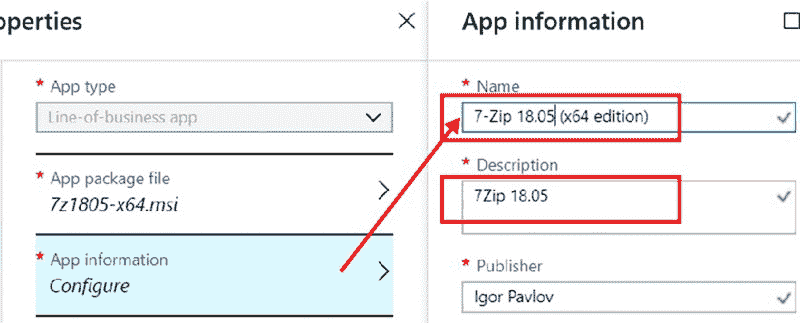 operties
* App type
Line-of-business app
* App package file
7z1805-x64.msi
* App information
Configure
App information
* Name
7-Zip 18.05 (x64 edition)
* Description
7Zip 18.05
* Publisher
Igor Pavlov